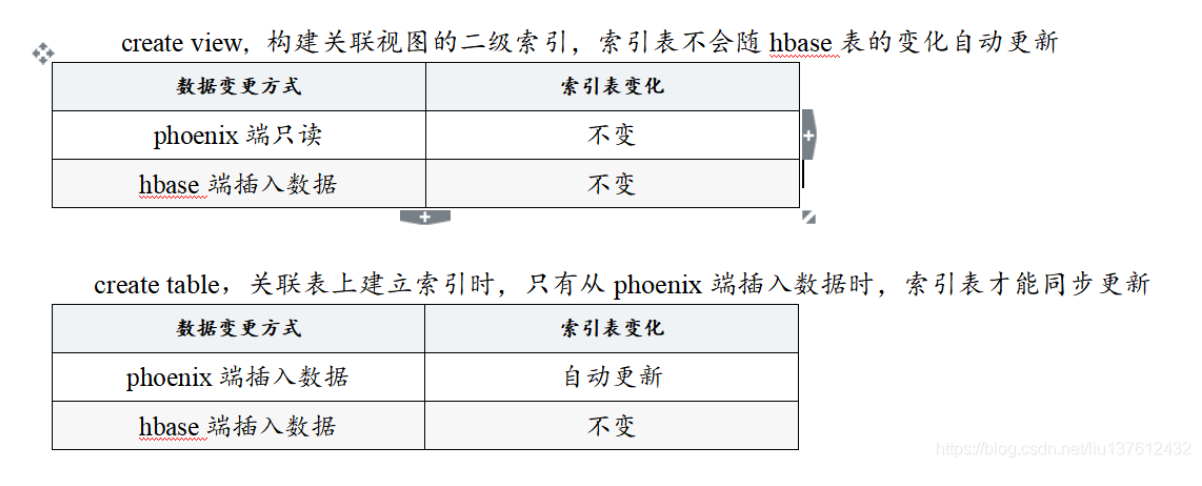 create view, 构建关联视图的二级索引，索引表不会随 hbase 表的变化自动更新
数据变更方式 索引表变化
phoenix 端只读 不变
hbase 端插入数据 不变
create table，关联表上建立索引时，只有从 phoenix 端插入数据时，索引表才能同步更新
数据变更方式 索引表变化
phoenix 端插入数据 自动更新
hbase 端插入数据 不变
https://blog.csdn.net/liu137612432